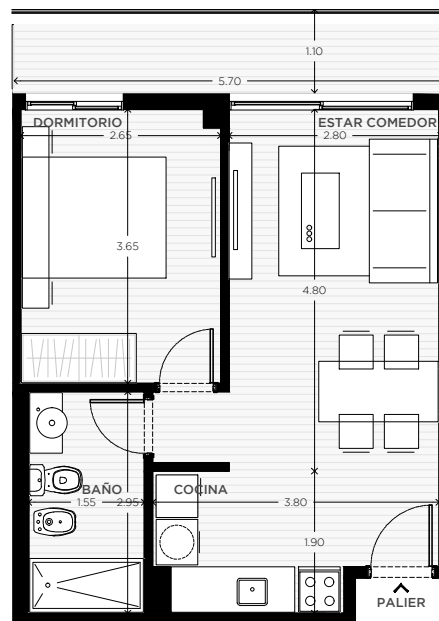 1.10
5.70
DORMITORIO
ESTAR COMEDOR
2.65
2.80
3.65
4.80
BAÑO
COCINA
1.55
2.95
3.80
1.90
PALIER